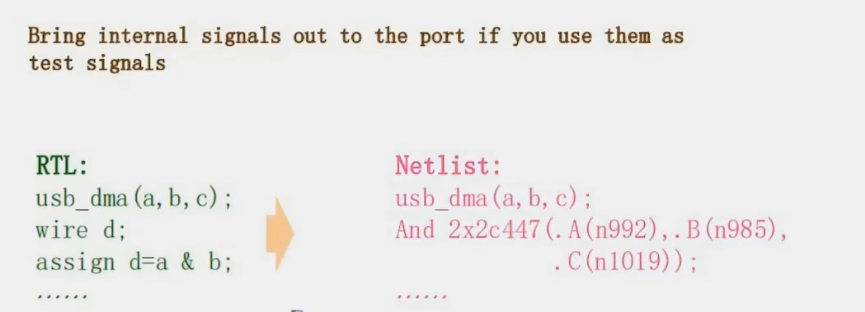 Bring internal signals out to the port if you use them as
test signals
RTL:
usb_dma(a,b,c);
wire d;
assign d=a & b;
......
Netlist:
usb_dma(a,b,c);
And 2x2c447(.A(n992),.B(n985),
.C(n1019));
......